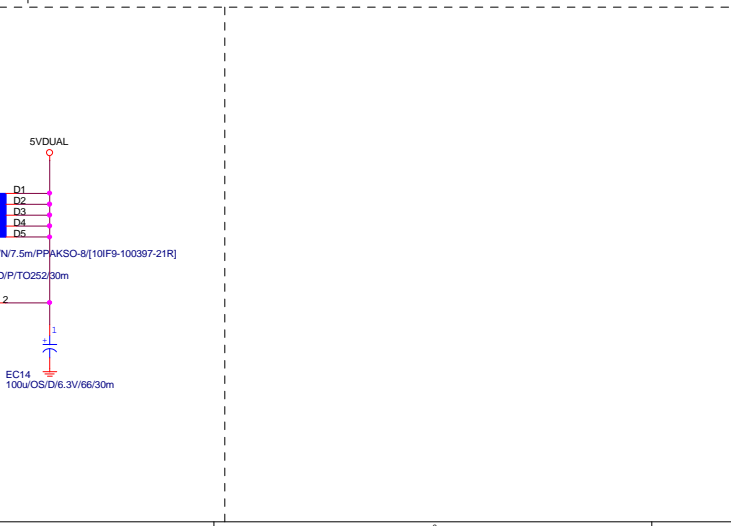 5VDUAL
D1
D2
D3
D4
D5
N/7.5m/PPAKSO-8/[10IF9-100397-21R]
/P/TO252/30m
2
1
+
EC14
100u/OS/D/6.3V/66/30m